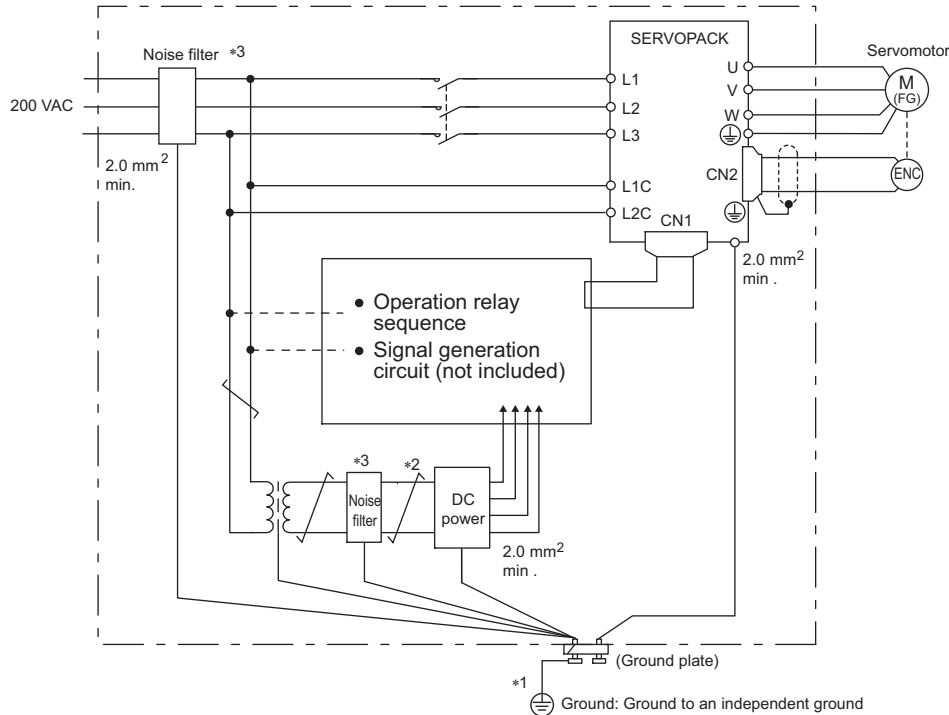 SERVOPACK
Noise filter *3
Servomotor
200 VAC
2.0 mm2
min.
L1
L2
L3
L1C
L2C
U
V
W
M
(FG)
CN2
ENC
CN1
2.0 mm2
min .
● Operation relay
sequence
● Signal generation
circuit (not included)
*3
*2
Noise
filter
DC
power
2.0 mm2
min .
(Ground plate)
*1
Ground: Ground to an independent ground